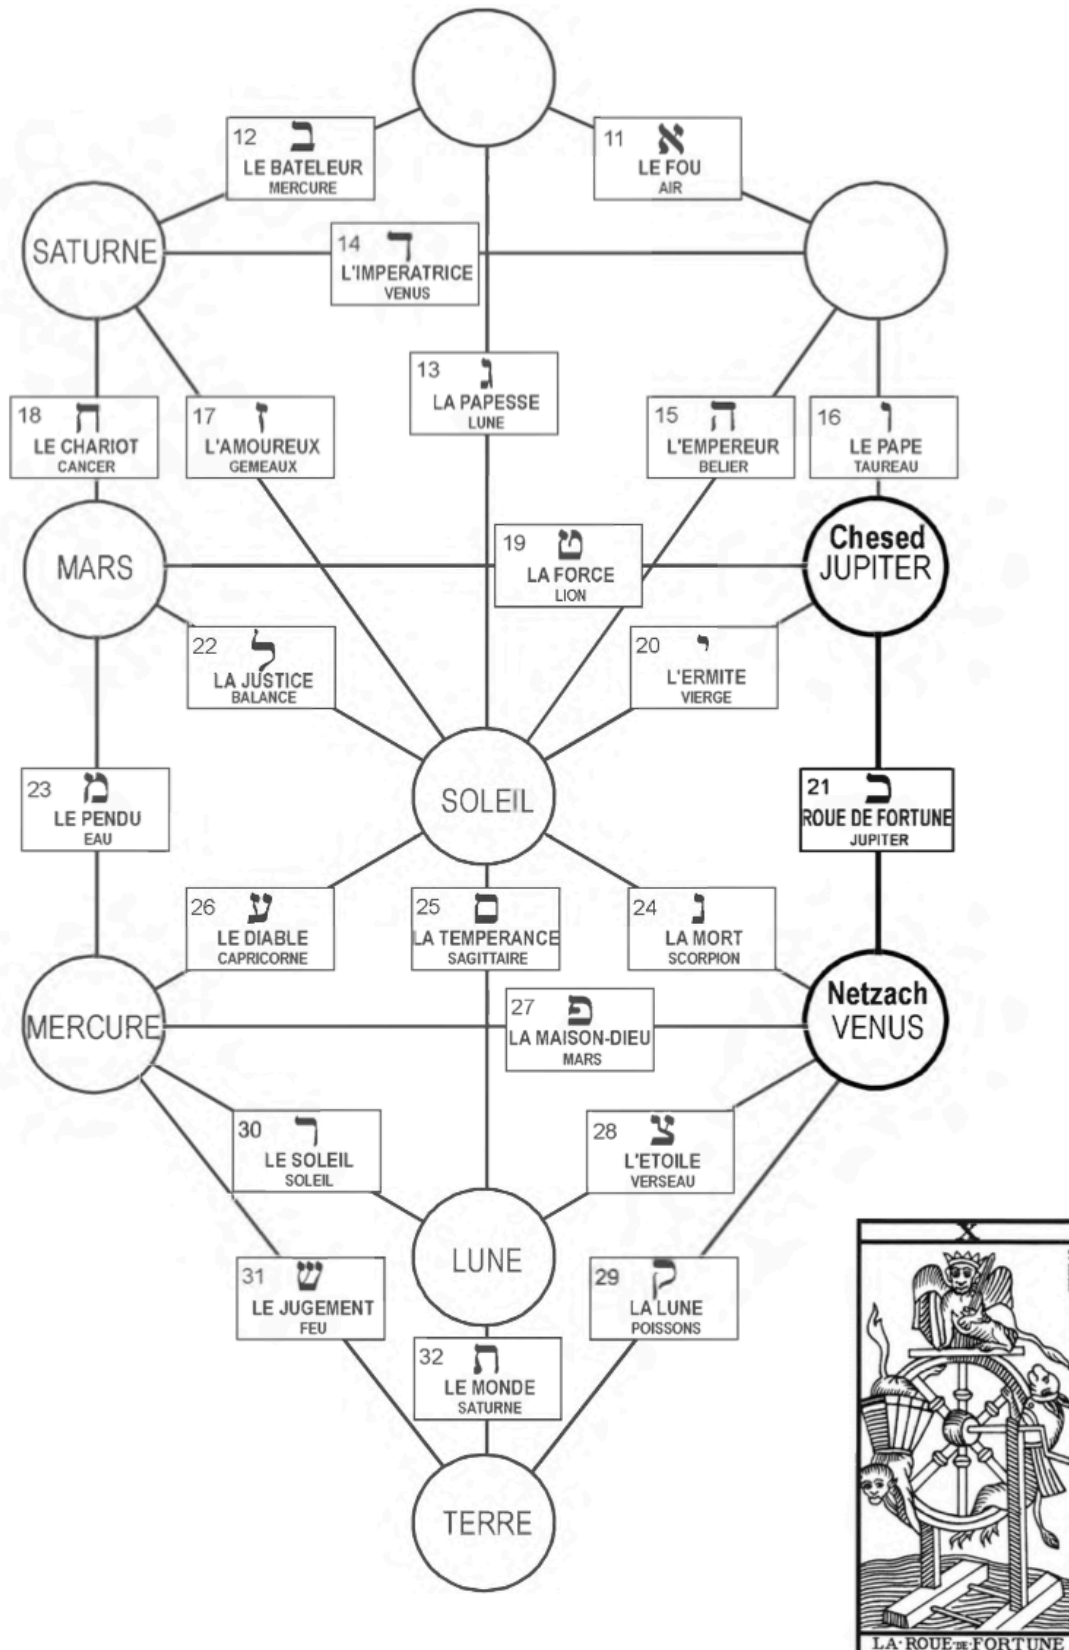 12 ב
LE BATELEUR
MERCURE
11 א
LE FOU
AIR
SATURNE
14 ד
L'IMPERATRICE
VENUS
13 ג
LA PAPESSE
LUNE
18 ח
LE CHARIOT
CANCER
17 ז
L'AMOUREUX
GEMEAUX
15 ה
L'EMPEREUR
BELIER
16 ו
LE PAPE
TAUREAU
MARS
19 ט
LA FORCE
LION
Chesed
JUPITER
22 ל
LA JUSTICE
BALANCE
20 י
L'ERMITE
VIERGE
23 מ
LE PENDU
EAU
SOLEIL
21 כ
ROUE DE FORTUNE
JUPITER
26 ע
LE DIABLE
CAPRICORNE
25 ס
LA TEMPERANCE
SAGITTAIRE
24 נ
LA MORT
SCORPION
MERCURE
27 פ
LA MAISON-DIEU
MARS
Netzach
VENUS
30 ר
LE SOLEIL
SOLEIL
28 צ
L'ETOILE
VERSEAU
LUNE
31 ש
LE JUGEMENT
FEU
29 ק
LA LUNE
POISSONS
32 ת
LE MONDE
SATURNE
TERRE
X
LA·ROUE·DE·FORTUNE